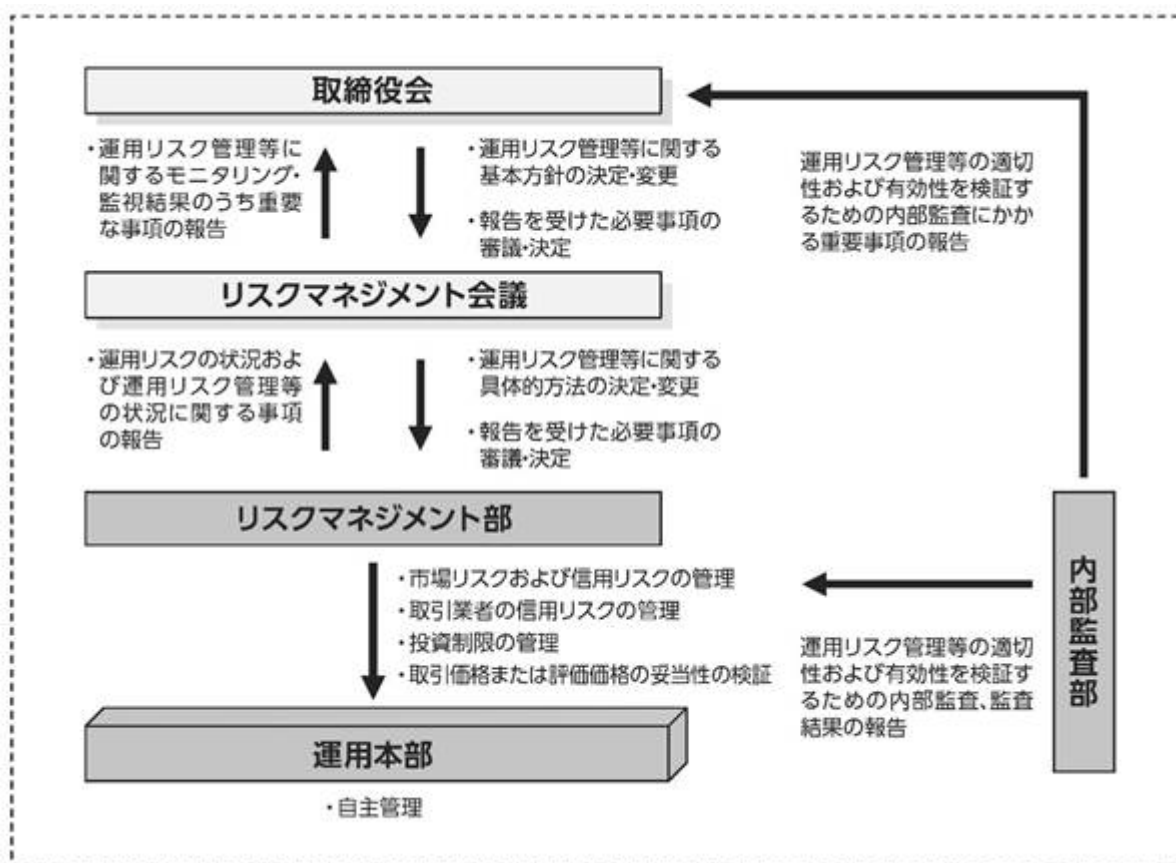 取締役会
・運用リスク管理等に
関するモニタリング・
監視結果のうち重要
な事項の報告
・運用リスク管理等に関する
基本方針の決定・変更
・報告を受けた必要事項の
審議・決定
運用リスク管理等の適切
性および有効性を検証す
るための内部監査にかか
る重要事項の報告
リスクマネジメント会議
・運用リスクの状況およ
び運用リスク管理等
の状況に関する事項
の報告
・運用リスク管理等に関する
具体的方法の決定・変更
・報告を受けた必要事項の
審議・決定
リスクマネジメント部
・市場リスクおよび信用リスクの管理
・取引業者の信用リスクの管理
・投資制限の管理
・取引価格または評価価格の妥当性の検証
運用リスク管理等の適切
性および有効性を検証す
るための内部監査、監査
結果の報告
内部監査部
運用本部
・自主管理